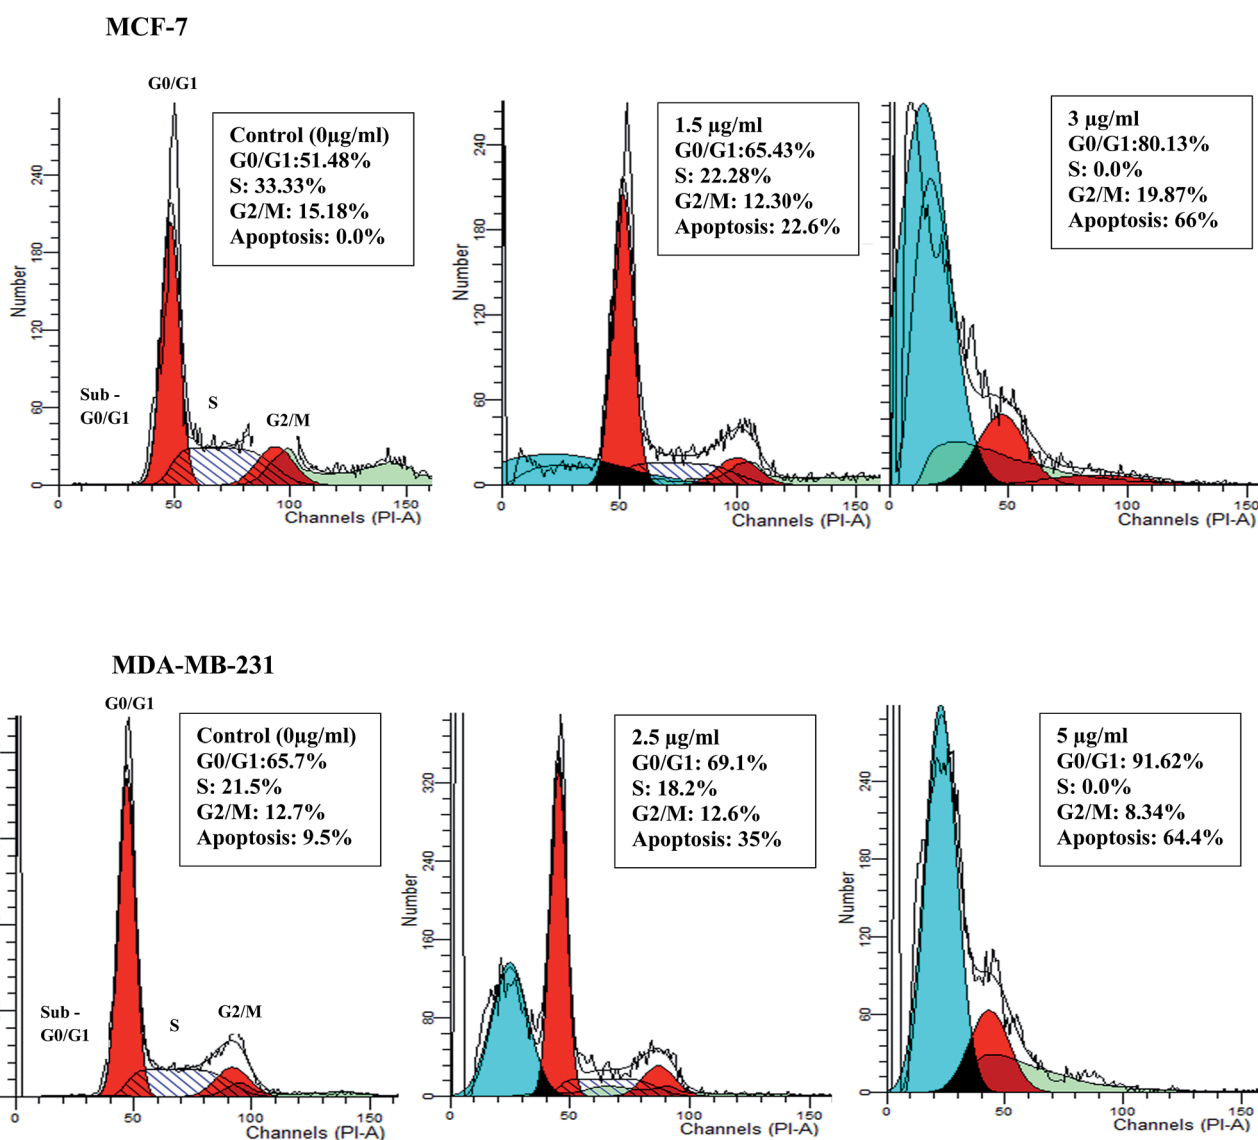 MCF-7
G0/G1
Control (0µg/ml)
G0/G1:51.48%
S: 33.33%
G2/M: 15.18%
Apoptosis: 0.0%
Number
240
180
120
60
0
Sub -
G0/G1
S
G2/M
0
50
100
150
Channels (PI-A)
1.5 µg/ml
G0/G1:65.43%
S: 22.28%
G2/M: 12.30%
Apoptosis: 22.6%
Number
240
180
120
60
0
0
50
100
Channels (PI-A)
3 µg/ml
G0/G1:80.13%
S: 0.0%
G2/M: 19.87%
Apoptosis: 66%
0
50
100
150
Channels (PI-A)
MDA-MB-231
G0/G1
Control (0µg/ml)
G0/G1:65.7%
S: 21.5%
G2/M: 12.7%
Apoptosis: 9.5%
Sub -
G0/G1
S
G2/M
0
50
100
150
Channels (PI-A)
2.5 µg/ml
G0/G1: 69.1%
S: 18.2%
G2/M: 12.6%
Apoptosis: 35%
Number
320
240
160
80
0
0
50
100
150
Channels (PI-A)
5 µg/ml
G0/G1: 91.62%
S: 0.0%
G2/M: 8.34%
Apoptosis: 64.4%
Number
240
180
120
60
0
0
50
100
150
Channels (PI-A)